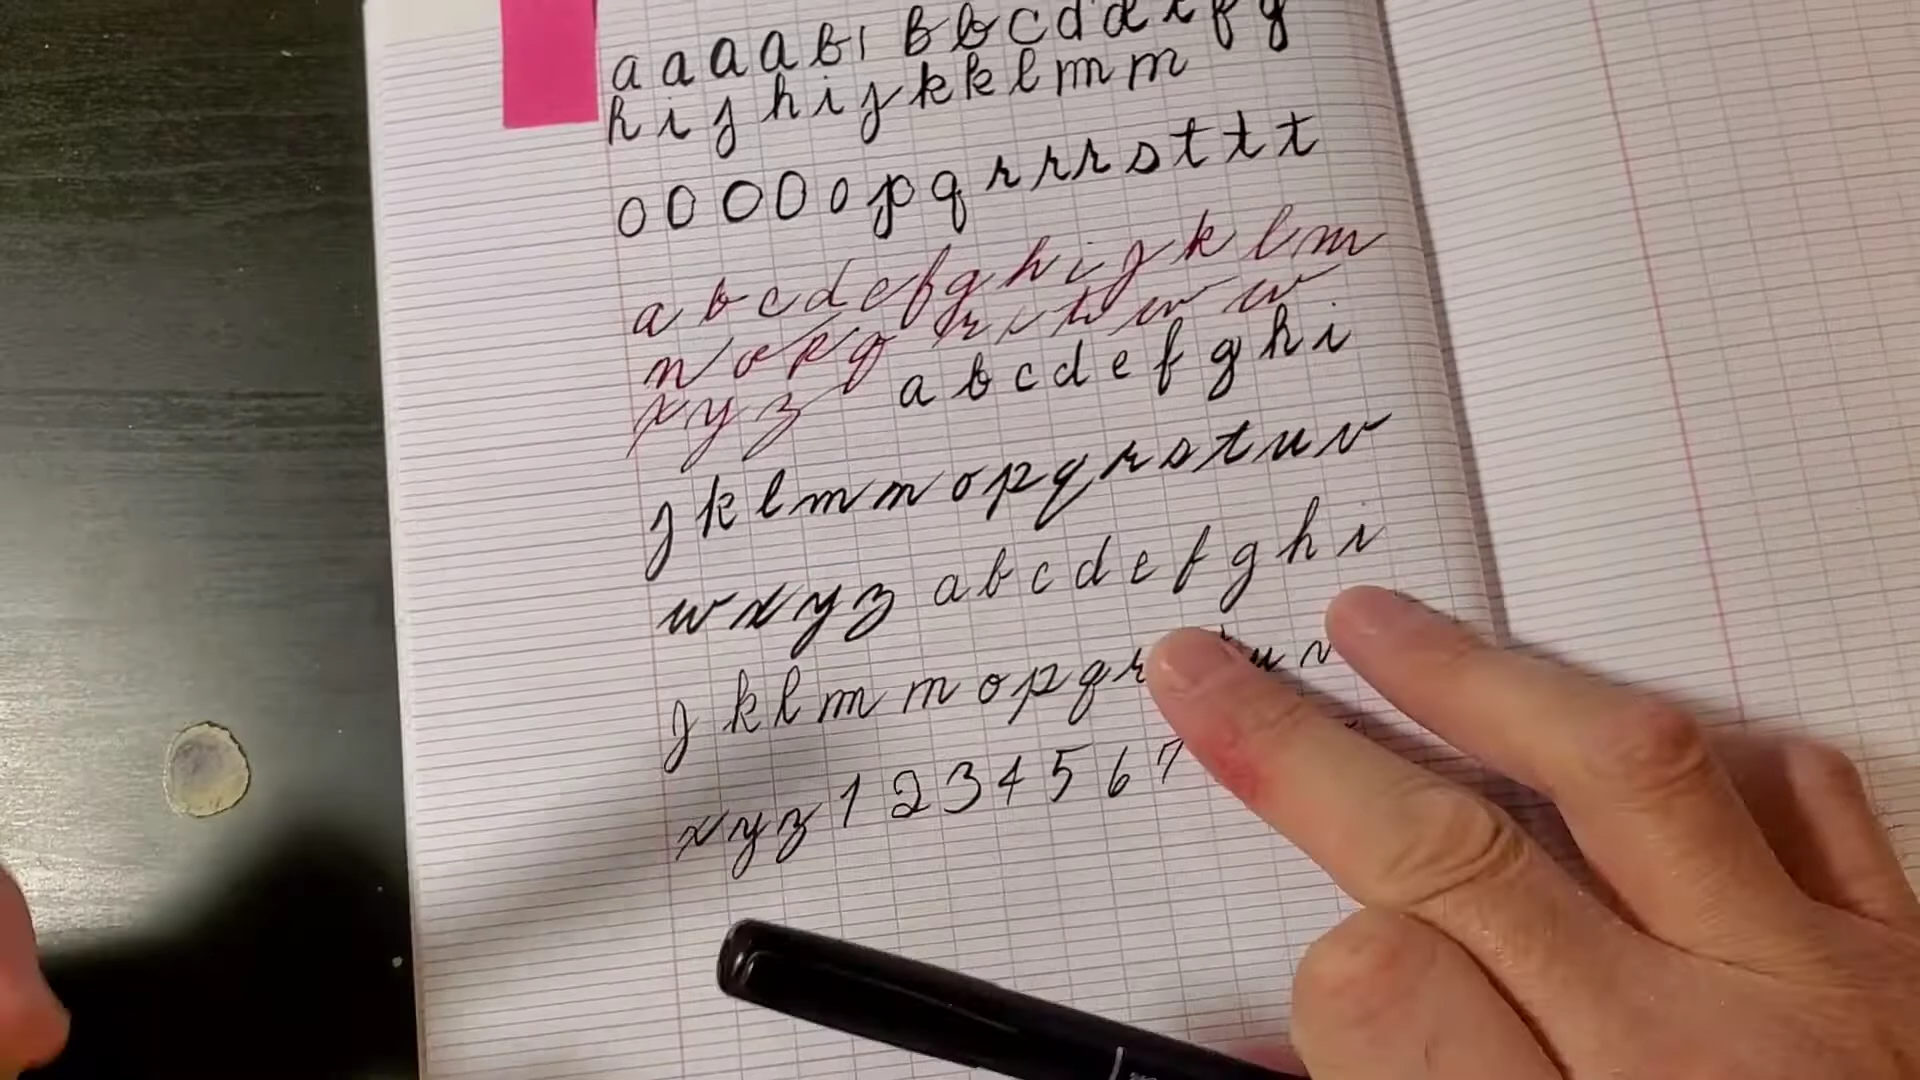 a a a a b l b b c d d e f g
h i j h i j k k l m m
o o o o o p q r r r s t t t
a b c d e f g h i j k l m
n o p q r s t u v w
x y z a b c d e f g h i
j k l m n o p q r s t u v
w x y z a b c d e f g h i
j k l m n o p q r u v
x y z 1 2 3 4 5 6 7